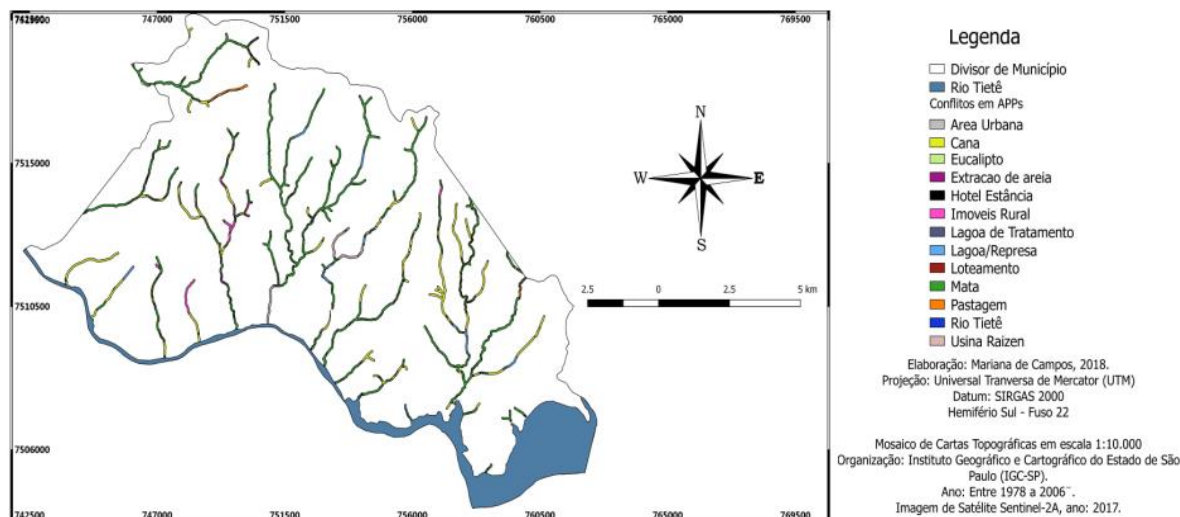 742500 747000 751500 756000 760500 765000 769500
7515000
7510500
7506000
7515000
7510500
7506000
742500 747000 751500 756000 760500 765000 769500
N
W E
S
2.5 0 2.5 5 km
Legenda
Divisor de Município
Rio Tietê
Conflitos em APPs
Area Urbana
Cana
Eucalipto
Extracao de areia
Hotel Estância
Imoveis Rural
Lagoa de Tratamento
Lagoa/Represa
Loteamento
Mata
Pastagem
Rio Tietê
Usina Raizen
Elaboração: Mariana de Campos, 2018.
Projeção: Universal Tranversa de Mercator (UTM)
Datum: SIRGAS 2000
Hemifério Sul - Fuso 22
Mosaico de Cartas Topográficas em escala 1:10.000
Organização: Instituto Geográfico e Cartográfico do Estado de São
Paulo (IGC-SP).
Ano: Entre 1978 a 2006¨.
Imagem de Satélite Sentinel-2A, ano: 2017.